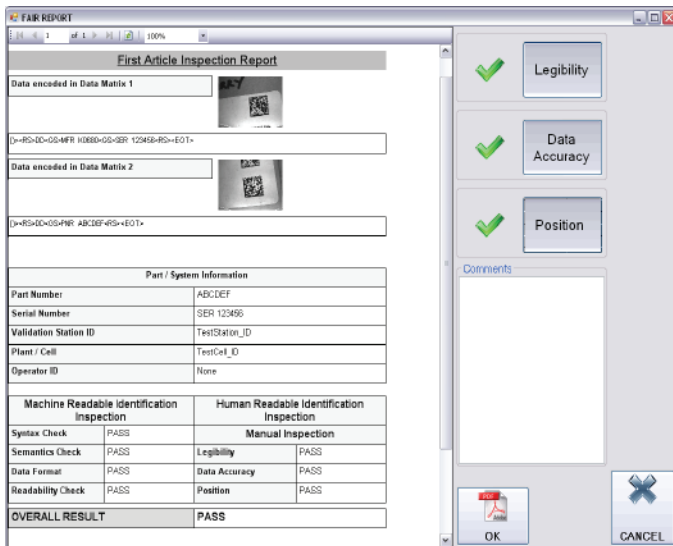 FAIR REPORT
1 of 1 100%
First Article Inspection Report
Data encoded in Data Matrix 1
[)><RS>DD<GS>MFR K0680<GS>SER 123456<RS><EOT>
Data encoded in Data Matrix 2
[)><RS>DD<GS>PNR ABCDEF<RS><EOT>
Part / System Information
Part Number ABCDEF
Serial Number SER 123456
Validation Station ID TestStation_ID
Plant / Cell TestCell_ID
Operator ID None
Machine Readable Identification Inspection
Human Readable Identification Inspection
Syntax Check PASS Manual Inspection
Semantics Check PASS Legibility PASS
Data Format PASS Data Accuracy PASS
Readability Check PASS Position PASS
OVERALL RESULT PASS
Legibility
Data
Accuracy
Position
Comments
PDF
OK
CANCEL